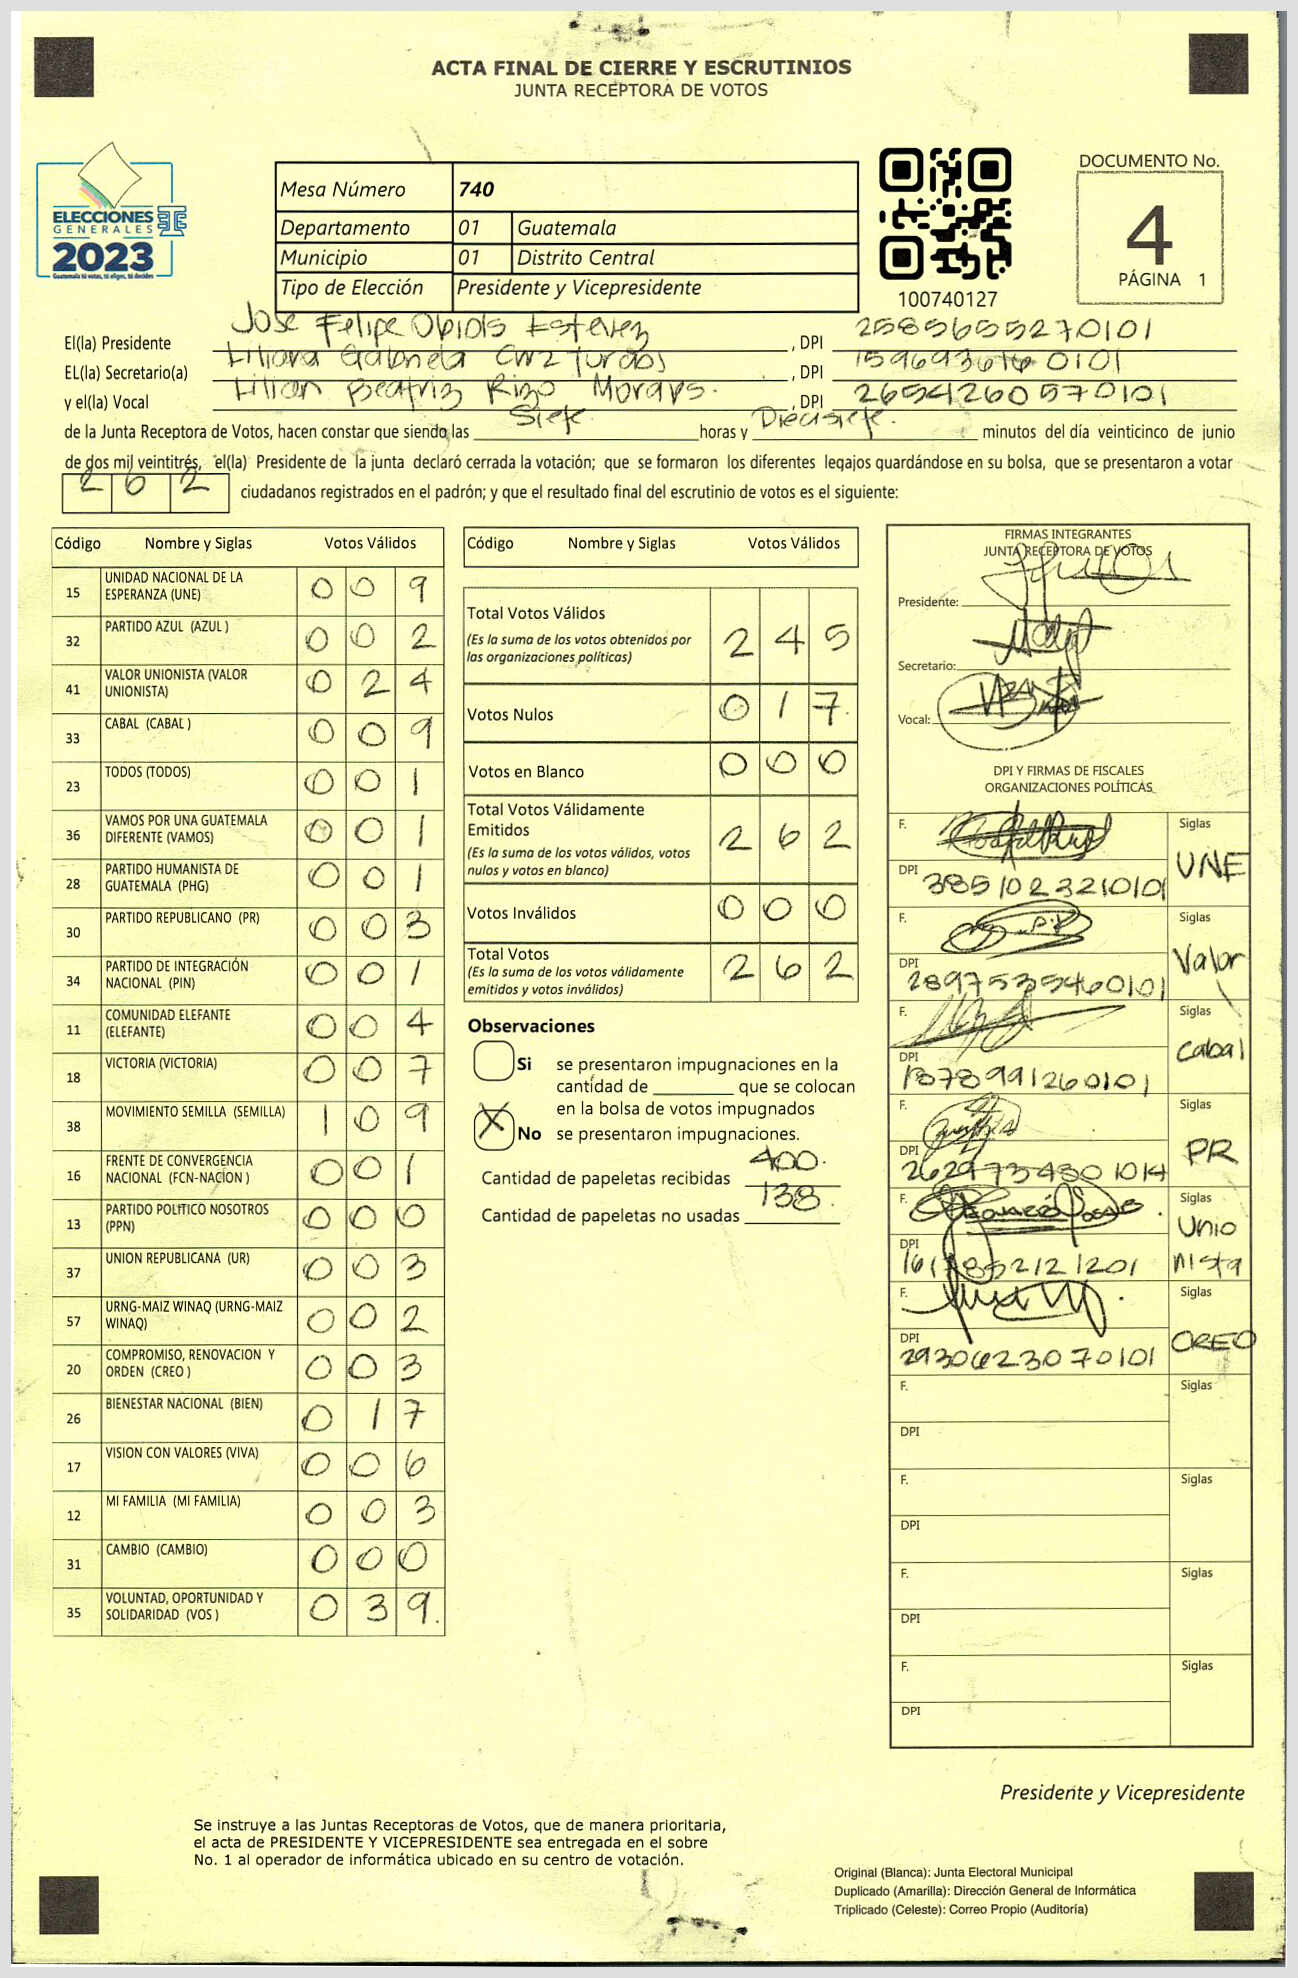 ACTA FINAL DE CIERRE Y ESCRUTINIOS
JUNTA RECEPTORA DE VOTOS
ELECCIONES
GENERALES
2023
Guatemala tú votas, tú eliges, tú decides
Mesa Número 740
Departamento 01 Guatemala
Municipio 01 Distrito Central
Tipo de Elección Presidente y Vicepresidente
100740127
DOCUMENTO No.
4
PÁGINA 1
El(la) Presidente Jose Felipe Obiols Estevez, DPI 2585655270101
EL(la) Secretario(a) Liliana Gabriela Cruz, DPI
y el(la) Vocal Lilian Beatriz Rizo Morales., DPI 2654260570101
de la Junta Receptora de Votos, hacen constar que siendo las Siete horas y Diecisiete. minutos del día veinticinco de junio
de dos mil veintitrés, el(la) Presidente de la junta declaró cerrada la votación; que se formaron los diferentes legajos guardándose en su bolsa, que se presentaron a votar
262 ciudadanos registrados en el padrón; y que el resultado final del escrutinio de votos es el siguiente:
Código Nombre y Siglas Votos Válidos
15 UNIDAD NACIONAL DE LA ESPERANZA (UNE) 0 0 9
32 PARTIDO AZUL (AZUL ) 0 0 2
41 VALOR UNIONISTA (VALOR UNIONISTA) 0 2 4
33 CABAL (CABAL ) 0 0 9
23 TODOS (TODOS) 0 0 1
36 VAMOS POR UNA GUATEMALA DIFERENTE (VAMOS) 0 0 1
28 PARTIDO HUMANISTA DE GUATEMALA (PHG) 0 0 1
30 PARTIDO REPUBLICANO (PR) 0 0 3
34 PARTIDO DE INTEGRACIÓN NACIONAL (PIN) 0 0 1
11 COMUNIDAD ELEFANTE (ELEFANTE) 0 0 4
18 VICTORIA (VICTORIA) 0 0 7
38 MOVIMIENTO SEMILLA (SEMILLA) 1 0 9
16 FRENTE DE CONVERGENCIA NACIONAL (FCN-NACION ) 0 0 1
13 PARTIDO POLITICO NOSOTROS (PPN) 0 0 0
37 UNION REPUBLICANA (UR) 0 0 3
57 URNG-MAIZ WINAQ (URNG-MAIZ WINAQ) 0 0 2
20 COMPROMISO, RENOVACION Y ORDEN (CREO ) 0 0 3
26 BIENESTAR NACIONAL (BIEN) 0 1 7
17 VISION CON VALORES (VIVA) 0 0 6
12 MI FAMILIA (MI FAMILIA) 0 0 3
31 CAMBIO (CAMBIO) 0 0 0
35 VOLUNTAD, OPORTUNIDAD Y SOLIDARIDAD (VOS ) 0 3 9.
Código Nombre y Siglas Votos Válidos
Total Votos Válidos 2 4 5
(Es la suma de los votos obtenidos por
las organizaciones políticas)
Votos Nulos 0 1 7.
Votos en Blanco 0 0 0
Total Votos Válidamente
Emitidos 2 6 2
(Es la suma de los votos válidos, votos
nulos y votos en blanco)
Votos Inválidos 0 0 0
Total Votos 2 6 2
(Es la suma de los votos válidamente
emitidos y votos inválidos)
Observaciones
Si se presentaron impugnaciones en la
cantidad de ________ que se colocan
en la bolsa de votos impugnados
X No se presentaron impugnaciones.
Cantidad de papeletas recibidas 400.
Cantidad de papeletas no usadas 138.
FIRMAS INTEGRANTES
JUNTA RECEPTORA DE VOTOS
Presidente:
Secretario:
Vocal:
DPI Y FIRMAS DE FISCALES
ORGANIZACIONES POLÍTICAS
F. Siglas UNE
DPI 3851023210101
F. Siglas Valor
DPI 2897535460101
F. Siglas Cabal
DPI 1878991260101
F. Siglas PR
DPI
F. Siglas Unio
nista
DPI
F. Siglas CREO
DPI 2930623070101
F. Siglas
DPI
F. Siglas
DPI
F. Siglas
DPI
F. Siglas
DPI
Presidente y Vicepresidente
Se instruye a las Juntas Receptoras de Votos, que de manera prioritaria,
el acta de PRESIDENTE Y VICEPRESIDENTE sea entregada en el sobre
No. 1 al operador de informática ubicado en su centro de votación.
Original (Blanca): Junta Electoral Municipal
Duplicado (Amarilla): Dirección General de Informática
Triplicado (Celeste): Correo Propio (Auditoría)